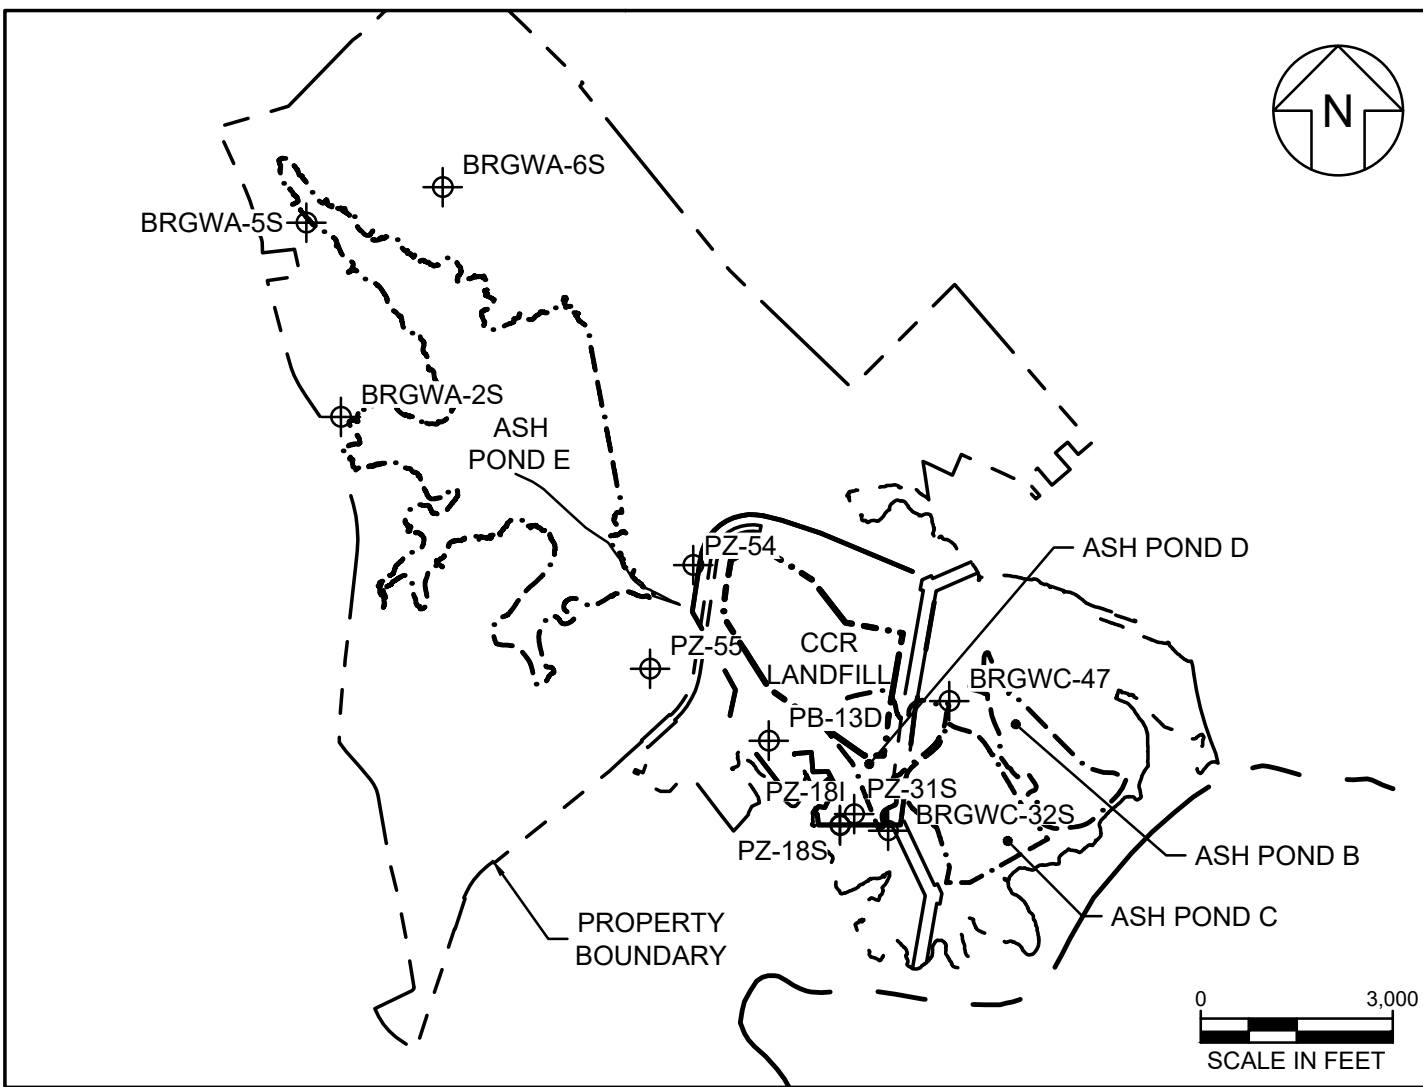 N
BRGWA-6S
BRGWA-5S
BRGWA-2S
ASH
POND E
PZ-54
ASH POND D
PZ-55
CCR
LANDFILL
BRGWC-47
PB-13D
PZ-18I
PZ-31S
BRGWC-32S
PZ-18S
ASH POND B
ASH POND C
PROPERTY
BOUNDARY
0 3,000
SCALE IN FEET